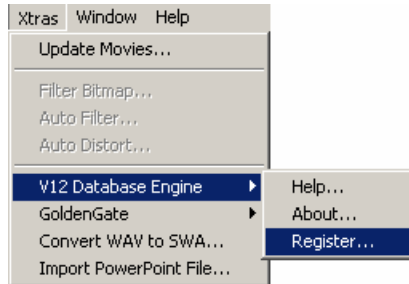 Xtras Window Help
Update Movies...
Filter Bitmap...
Auto Filter...
Auto Distort...
V12 Database Engine
Help...
GoldenGate
About...
Convert WAV to SWA...
Register...
Import PowerPoint File...